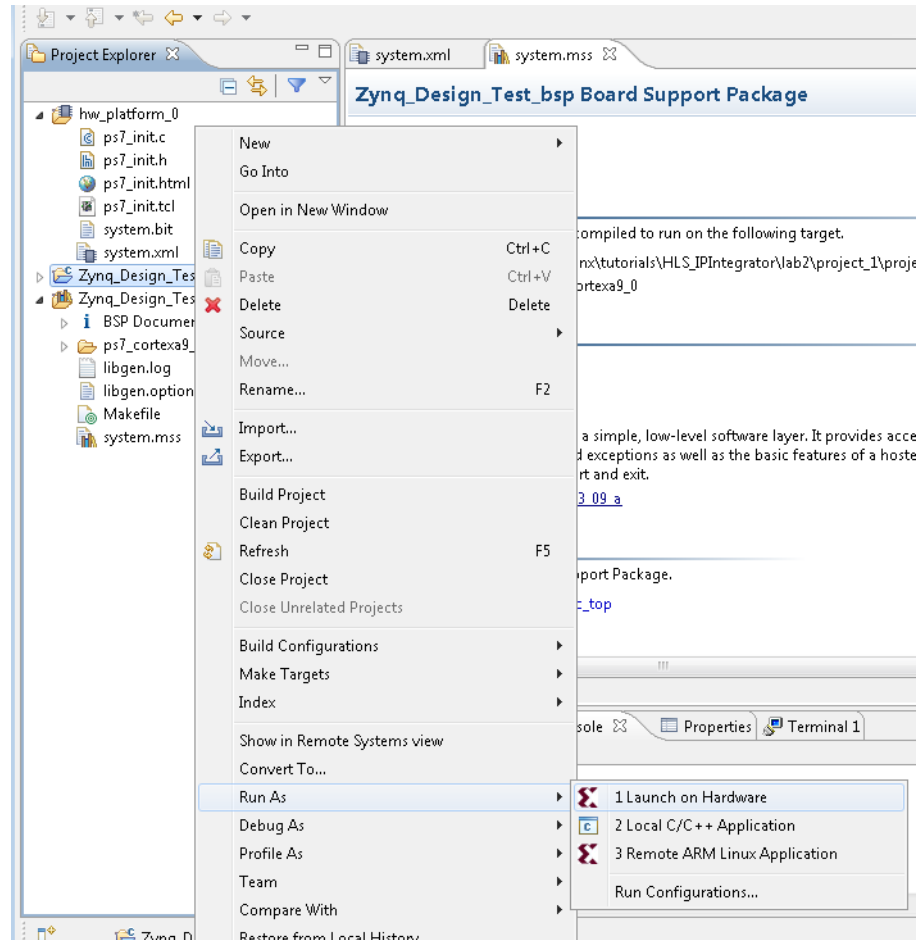 Project Explorer
system.xml
system.mss
Zynq_Design_Test_bsp Board Support Package
hw_platform_0
ps7_init.c
ps7_init.h
ps7_init.html
ps7_init.tcl
system.bit
system.xml
Zynq_Design_Tes
Zynq_Design_Tes
BSP Documer
ps7_cortexa9_
libgen.log
libgen.option
Makefile
system.mss
New
Go Into
Open in New Window
Copy Ctrl+C
Paste Ctrl+V
Delete Delete
Source
Move...
Rename... F2
Import...
Export...
Build Project
Clean Project
Refresh F5
Close Project
Close Unrelated Projects
Build Configurations
Make Targets
Index
Show in Remote Systems view
Convert To...
Run As
Debug As
Profile As
Team
Compare With
Restore from Local History
compiled to run on the following target.
nx\tutorials\HLS_IPIntegrator\lab2\project_1\proje
ortexa9_0
a simple, low-level software layer. It provides acce
d exceptions as well as the basic features of a hoste
rt and exit.
3_09_a
pport Package.
c_top
sole
Properties
Terminal 1
1 Launch on Hardware
2 Local C/C++ Application
3 Remote ARM Linux Application
Run Configurations...
Zynq_D